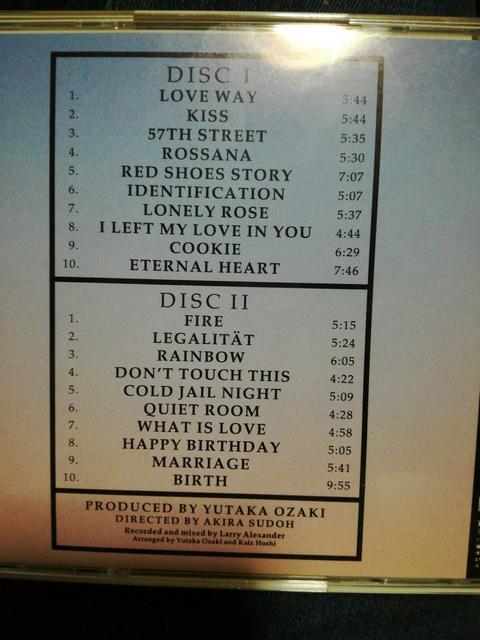 DISC I
1. LOVE WAY 5:44
2. KISS 5:44
3. 57TH STREET 5:35
4. ROSSANA 5:30
5. RED SHOES STORY 7:07
6. IDENTIFICATION 5:07
7. LONELY ROSE 5:37
8. I LEFT MY LOVE IN YOU 4:44
9. COOKIE 6:29
10. ETERNAL HEART 7:46
DISC II
1. FIRE 5:15
2. LEGALITÄT 5:24
3. RAINBOW 6:05
4. DON'T TOUCH THIS 4:22
5. COLD JAIL NIGHT 5:09
6. QUIET ROOM 4:28
7. WHAT IS LOVE 4:58
8. HAPPY BIRTHDAY 5:05
9. MARRIAGE 5:41
10. BIRTH 9:55
PRODUCED BY YUTAKA OZAKI
DIRECTED BY AKIRA SUDOH
Recorded and mixed by Larry Alexander
Arranged by Yutaka Ozaki and Katz Hoshi